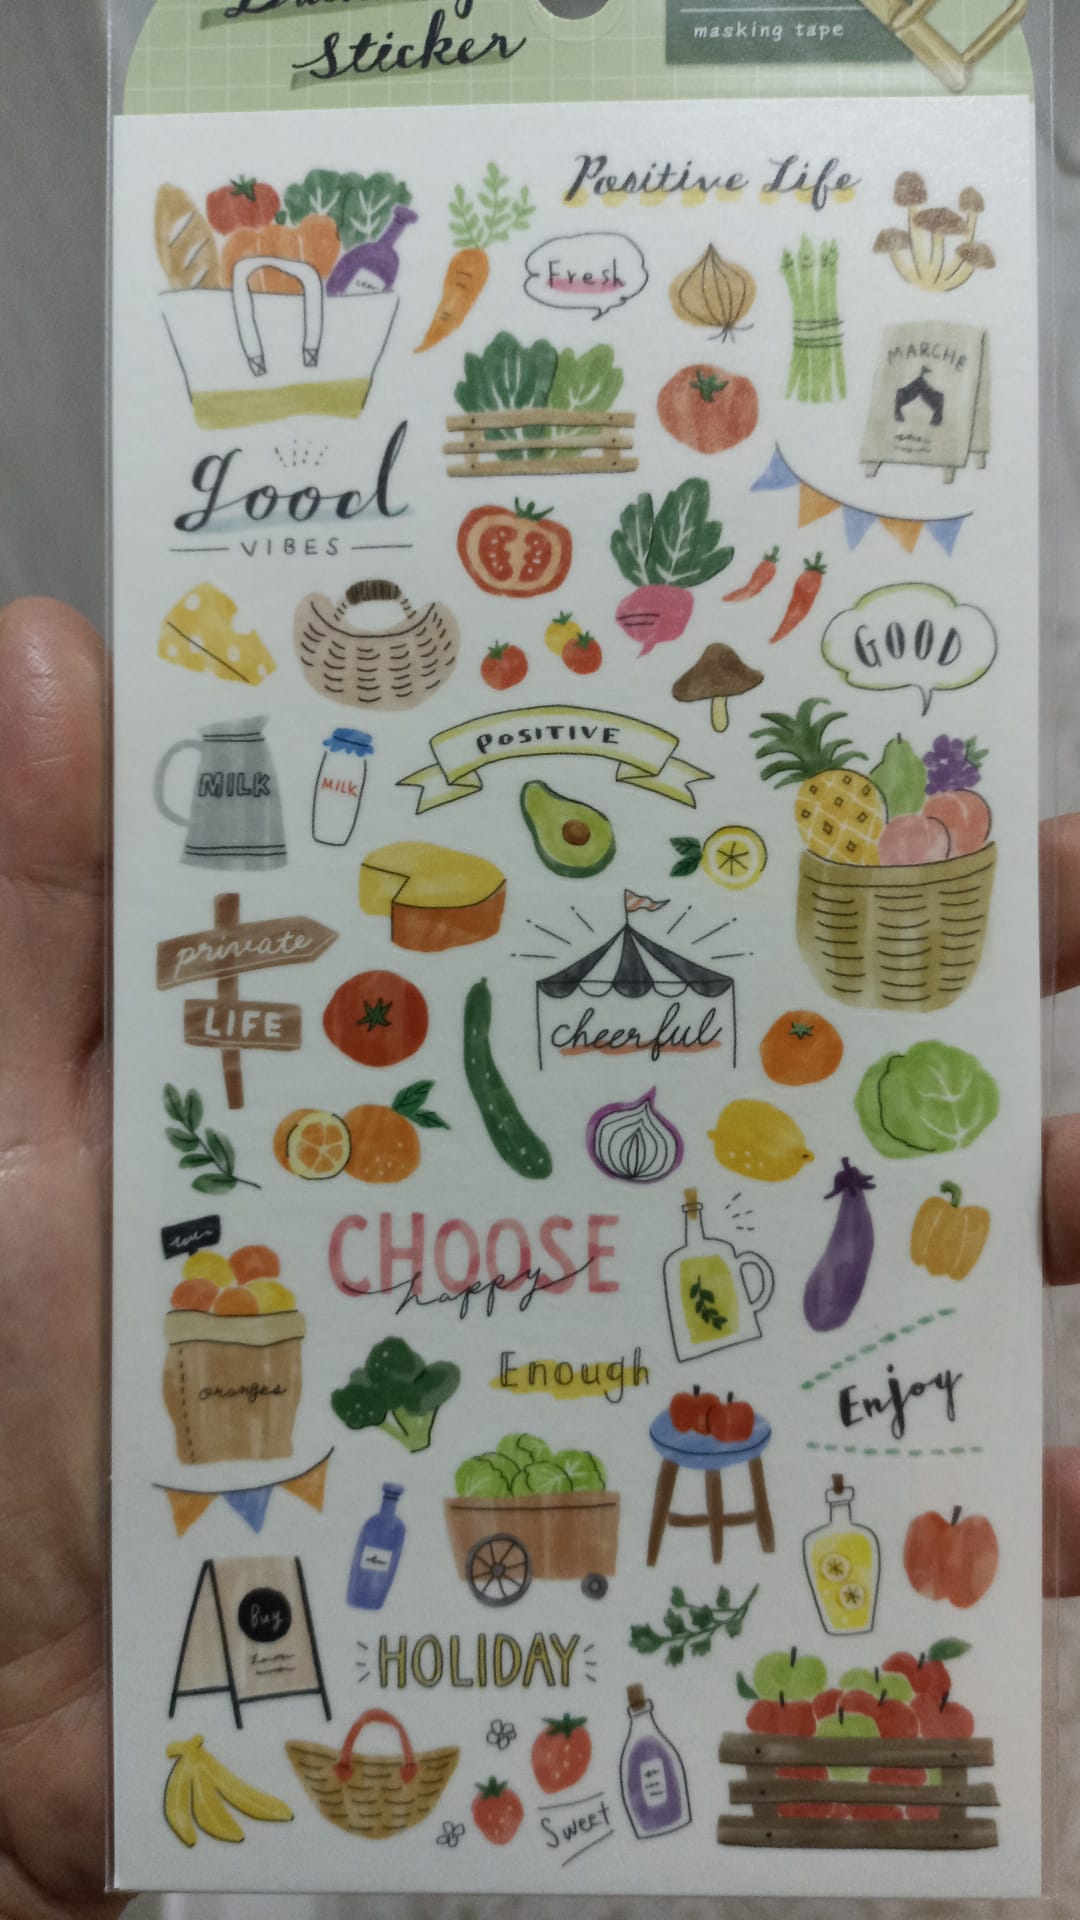 Sticker
masking tape
Positive Life
Fresh
MARCHE
good
VIBES
GOOD
POSITIVE
MILK
MILK
private
LIFE
cheerful
CHOOSE
happy
oranges
Enough
Enjoy
Buy
HOLIDAY
Sweet